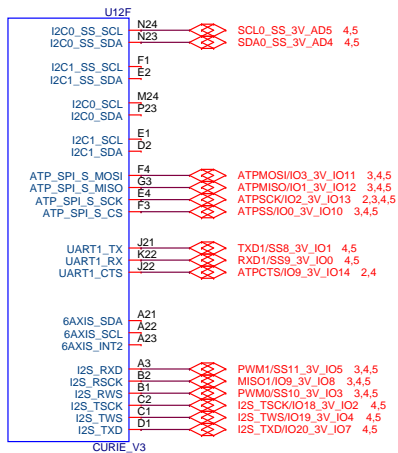 U12F
I2C0_SS_SCL N24 SCL0_SS_3V_AD5 4,5
I2C0_SS_SDA N23 SDA0_SS_3V_AD4 4,5
I2C1_SS_SCL F1
I2C1_SS_SDA E2
I2C0_SCL M24
I2C0_SDA P23
I2C1_SCL E1
I2C1_SDA D2
ATP_SPI_S_MOSI F4 ATPMOSI/IO3_3V_IO11 3,4,5
ATP_SPI_S_MISO G3 ATPMISO/IO1_3V_IO12 3,4,5
ATP_SPI_S_SCK E4 ATPSCK/IO2_3V_IO13 2,3,4,5
ATP_SPI_S_CS F3 ATPSS/IO0_3V_IO10 3,4,5
UART1_TX J21 TXD1/SS8_3V_IO1 4,5
UART1_RX K22 RXD1/SS9_3V_IO0 4,5
UART1_CTS J22 ATPCTS/IO9_3V_IO14 2,4
6AXIS_SDA A21
6AXIS_SCL A22
6AXIS_INT2 A23
I2S_RXD A3 PWM1/SS11_3V_IO5 3,4,5
I2S_RSCK B2 MISO1/IO9_3V_IO8 3,4,5
I2S_RWS B1 PWM0/SS10_3V_IO3 3,4,5
I2S_TSCK C2 I2S_TSCK/IO18_3V_IO2 4,5
I2S_TWS C1 I2S_TWS/IO19_3V_IO4 4,5
I2S_TXD D1 I2S_TXD/IO20_3V_IO7 4,5
CURIE_V3